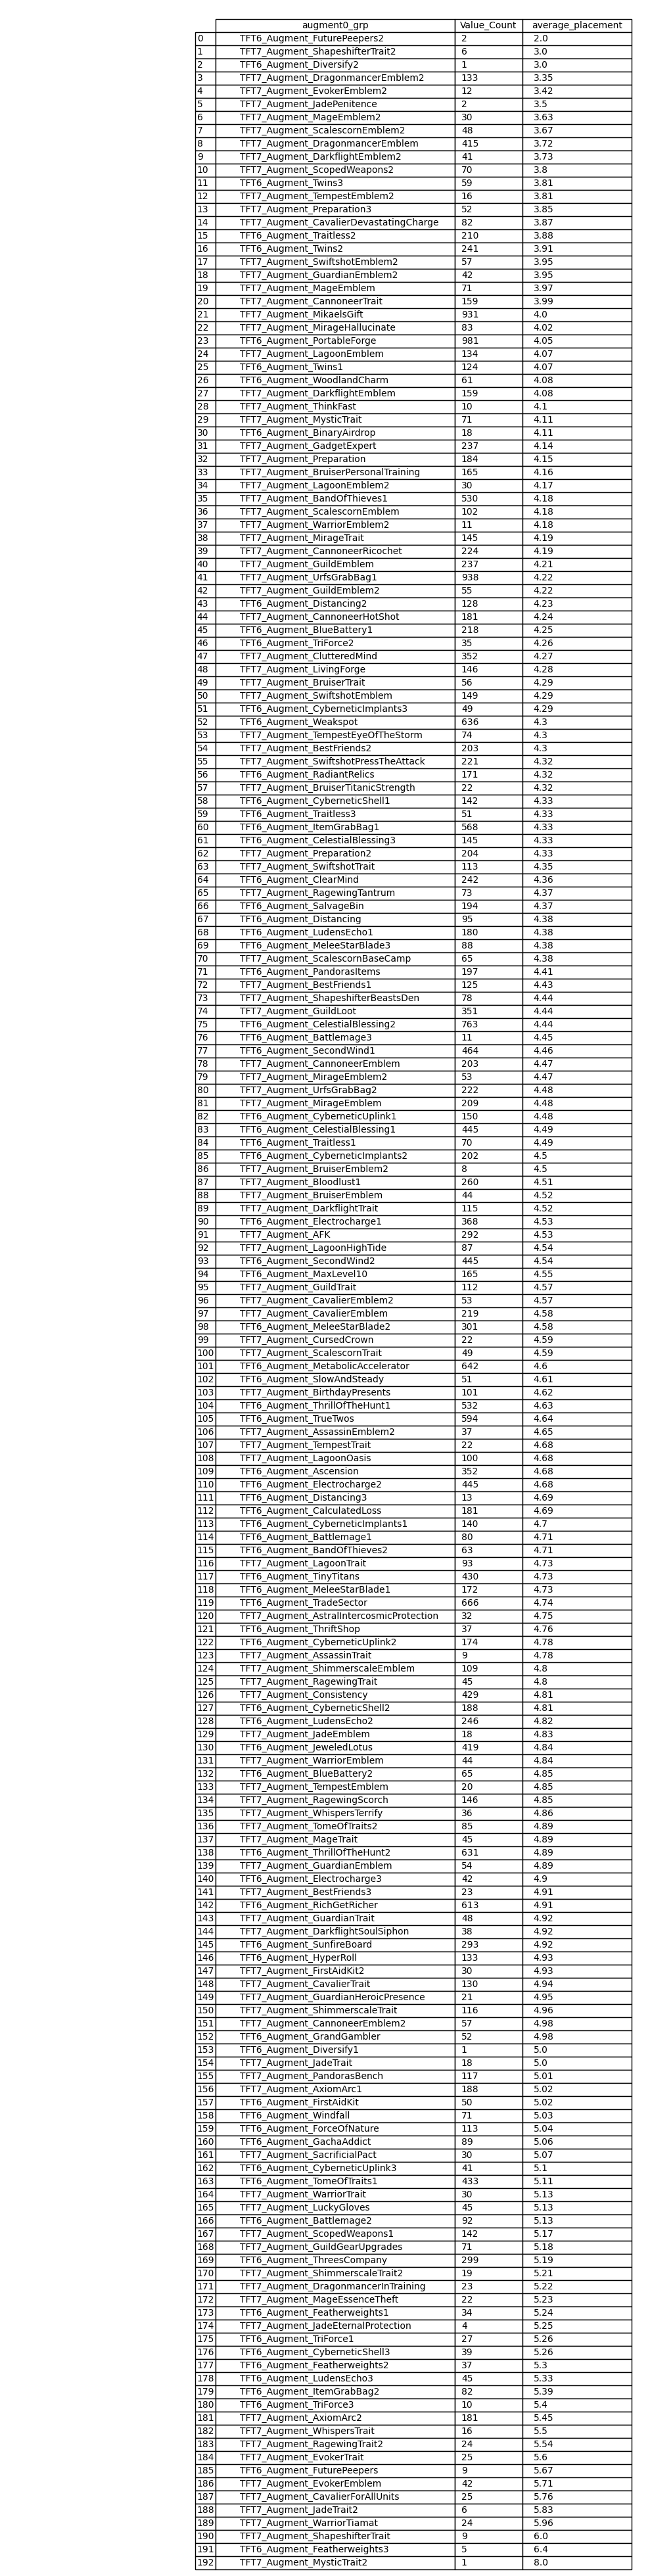 augment0_grp Value_Count average_placement
0 TFT6_Augment_FuturePeepers2 2 2.0
1 TFT7_Augment_ShapeshifterTrait2 6 3.0
2 TFT6_Augment_Diversify2 1 3.0
3 TFT7_Augment_DragonmancerEmblem2 133 3.35
4 TFT7_Augment_EvokerEmblem2 12 3.42
5 TFT7_Augment_JadePenitence 2 3.5
6 TFT7_Augment_MageEmblem2 30 3.63
7 TFT7_Augment_ScalescornEmblem2 48 3.67
8 TFT7_Augment_DragonmancerEmblem 415 3.72
9 TFT7_Augment_DarkflightEmblem2 41 3.73
10 TFT7_Augment_ScopedWeapons2 70 3.8
11 TFT6_Augment_Twins3 59 3.81
12 TFT7_Augment_TempestEmblem2 16 3.81
13 TFT7_Augment_Preparation3 52 3.85
14 TFT7_Augment_CavalierDevastatingCharge 82 3.87
15 TFT6_Augment_Traitless2 210 3.88
16 TFT6_Augment_Twins2 241 3.91
17 TFT7_Augment_SwiftshotEmblem2 57 3.95
18 TFT7_Augment_GuardianEmblem2 42 3.95
19 TFT7_Augment_MageEmblem 71 3.97
20 TFT7_Augment_CannoneerTrait 159 3.99
21 TFT7_Augment_MikaelsGift 931 4.0
22 TFT7_Augment_MirageHallucinate 83 4.02
23 TFT6_Augment_PortableForge 981 4.05
24 TFT7_Augment_LagoonEmblem 134 4.07
25 TFT6_Augment_Twins1 124 4.07
26 TFT6_Augment_WoodlandCharm 61 4.08
27 TFT7_Augment_DarkflightEmblem 159 4.08
28 TFT7_Augment_ThinkFast 10 4.1
29 TFT7_Augment_MysticTrait 71 4.11
30 TFT6_Augment_BinaryAirdrop 18 4.11
31 TFT7_Augment_GadgetExpert 237 4.14
32 TFT7_Augment_Preparation 184 4.15
33 TFT7_Augment_BruiserPersonalTraining 165 4.16
34 TFT7_Augment_LagoonEmblem2 30 4.17
35 TFT7_Augment_BandOfThieves1 530 4.18
36 TFT7_Augment_ScalescornEmblem 102 4.18
37 TFT7_Augment_WarriorEmblem2 11 4.18
38 TFT7_Augment_MirageTrait 145 4.19
39 TFT7_Augment_CannoneerRicochet 224 4.19
40 TFT7_Augment_GuildEmblem 237 4.21
41 TFT7_Augment_UrfsGrabBag1 938 4.22
42 TFT7_Augment_GuildEmblem2 55 4.22
43 TFT6_Augment_Distancing2 128 4.23
44 TFT7_Augment_CannoneerHotShot 181 4.24
45 TFT6_Augment_BlueBattery1 218 4.25
46 TFT6_Augment_TriForce2 35 4.26
47 TFT7_Augment_ClutteredMind 352 4.27
48 TFT7_Augment_LivingForge 146 4.28
49 TFT7_Augment_BruiserTrait 56 4.29
50 TFT7_Augment_SwiftshotEmblem 149 4.29
51 TFT6_Augment_CyberneticImplants3 49 4.29
52 TFT6_Augment_Weakspot 636 4.3
53 TFT7_Augment_TempestEyeOfTheStorm 74 4.3
54 TFT7_Augment_BestFriends2 203 4.3
55 TFT7_Augment_SwiftshotPressTheAttack 221 4.32
56 TFT6_Augment_RadiantRelics 171 4.32
57 TFT7_Augment_BruiserTitanicStrength 22 4.32
58 TFT6_Augment_CyberneticShell1 142 4.33
59 TFT6_Augment_Traitless3 51 4.33
60 TFT6_Augment_ItemGrabBag1 568 4.33
61 TFT6_Augment_CelestialBlessing3 145 4.33
62 TFT7_Augment_Preparation2 204 4.33
63 TFT7_Augment_SwiftshotTrait 113 4.35
64 TFT6_Augment_ClearMind 242 4.36
65 TFT7_Augment_RagewingTantrum 73 4.37
66 TFT6_Augment_SalvageBin 194 4.37
67 TFT6_Augment_Distancing 95 4.38
68 TFT6_Augment_LudensEcho1 180 4.38
69 TFT6_Augment_MeleeStarBlade3 88 4.38
70 TFT7_Augment_ScalescornBaseCamp 65 4.38
71 TFT6_Augment_PandorasItems 197 4.41
72 TFT7_Augment_BestFriends1 125 4.43
73 TFT7_Augment_ShapeshifterBeastsDen 78 4.44
74 TFT7_Augment_GuildLoot 351 4.44
75 TFT6_Augment_CelestialBlessing2 763 4.44
76 TFT6_Augment_Battlemage3 11 4.45
77 TFT6_Augment_SecondWind1 464 4.46
78 TFT7_Augment_CannoneerEmblem 203 4.47
79 TFT7_Augment_MirageEmblem2 53 4.47
80 TFT7_Augment_UrfsGrabBag2 222 4.48
81 TFT7_Augment_MirageEmblem 209 4.48
82 TFT6_Augment_CyberneticUplink1 150 4.48
83 TFT6_Augment_CelestialBlessing1 445 4.49
84 TFT6_Augment_Traitless1 70 4.49
85 TFT6_Augment_CyberneticImplants2 202 4.5
86 TFT7_Augment_BruiserEmblem2 8 4.5
87 TFT7_Augment_Bloodlust1 260 4.51
88 TFT7_Augment_BruiserEmblem 44 4.52
89 TFT7_Augment_DarkflightTrait 115 4.52
90 TFT6_Augment_Electrocharge1 368 4.53
91 TFT7_Augment_AFK 292 4.53
92 TFT7_Augment_LagoonHighTide 87 4.54
93 TFT6_Augment_SecondWind2 445 4.54
94 TFT6_Augment_MaxLevel10 165 4.55
95 TFT7_Augment_GuildTrait 112 4.57
96 TFT7_Augment_CavalierEmblem2 53 4.57
97 TFT7_Augment_CavalierEmblem 219 4.58
98 TFT6_Augment_MeleeStarBlade2 301 4.58
99 TFT7_Augment_CursedCrown 22 4.59
100 TFT7_Augment_ScalescornTrait 49 4.59
101 TFT6_Augment_MetabolicAccelerator 642 4.6
102 TFT6_Augment_SlowAndSteady 51 4.61
103 TFT7_Augment_BirthdayPresents 101 4.62
104 TFT6_Augment_ThrillOfTheHunt1 532 4.63
105 TFT6_Augment_TrueTwos 594 4.64
106 TFT7_Augment_AssassinEmblem2 37 4.65
107 TFT7_Augment_TempestTrait 22 4.68
108 TFT7_Augment_LagoonOasis 100 4.68
109 TFT6_Augment_Ascension 352 4.68
110 TFT6_Augment_Electrocharge2 445 4.68
111 TFT6_Augment_Distancing3 13 4.69
112 TFT6_Augment_CalculatedLoss 181 4.69
113 TFT6_Augment_CyberneticImplants1 140 4.7
114 TFT6_Augment_Battlemage1 80 4.71
115 TFT6_Augment_BandOfThieves2 63 4.71
116 TFT7_Augment_LagoonTrait 93 4.73
117 TFT6_Augment_TinyTitans 430 4.73
118 TFT6_Augment_MeleeStarBlade1 172 4.73
119 TFT6_Augment_TradeSector 666 4.74
120 TFT7_Augment_AstralIntercosmicProtection 32 4.75
121 TFT6_Augment_ThriftShop 37 4.76
122 TFT6_Augment_CyberneticUplink2 174 4.78
123 TFT7_Augment_AssassinTrait 9 4.78
124 TFT7_Augment_ShimmerscaleEmblem 109 4.8
125 TFT7_Augment_RagewingTrait 45 4.8
126 TFT7_Augment_Consistency 429 4.81
127 TFT6_Augment_CyberneticShell2 188 4.81
128 TFT6_Augment_LudensEcho2 246 4.82
129 TFT7_Augment_JadeEmblem 18 4.83
130 TFT6_Augment_JeweledLotus 419 4.84
131 TFT7_Augment_WarriorEmblem 44 4.84
132 TFT6_Augment_BlueBattery2 65 4.85
133 TFT7_Augment_TempestEmblem 20 4.85
134 TFT7_Augment_RagewingScorch 146 4.85
135 TFT7_Augment_WhispersTerrify 36 4.86
136 TFT6_Augment_TomeOfTraits2 85 4.89
137 TFT7_Augment_MageTrait 45 4.89
138 TFT6_Augment_ThrillOfTheHunt2 631 4.89
139 TFT7_Augment_GuardianEmblem 54 4.89
140 TFT6_Augment_Electrocharge3 42 4.9
141 TFT7_Augment_BestFriends3 23 4.91
142 TFT6_Augment_RichGetRicher 613 4.91
143 TFT7_Augment_GuardianTrait 48 4.92
144 TFT7_Augment_DarkflightSoulSiphon 38 4.92
145 TFT6_Augment_SunfireBoard 293 4.92
146 TFT6_Augment_HyperRoll 133 4.93
147 TFT7_Augment_FirstAidKit2 30 4.93
148 TFT7_Augment_CavalierTrait 130 4.94
149 TFT7_Augment_GuardianHeroicPresence 21 4.95
150 TFT7_Augment_ShimmerscaleTrait 116 4.96
151 TFT7_Augment_CannoneerEmblem2 57 4.98
152 TFT6_Augment_GrandGambler 52 4.98
153 TFT6_Augment_Diversify1 1 5.0
154 TFT7_Augment_JadeTrait 18 5.0
155 TFT7_Augment_PandorasBench 117 5.01
156 TFT7_Augment_AxiomArc1 188 5.02
157 TFT6_Augment_FirstAidKit 50 5.02
158 TFT6_Augment_Windfall 71 5.03
159 TFT6_Augment_ForceOfNature 113 5.04
160 TFT6_Augment_GachaAddict 89 5.06
161 TFT7_Augment_SacrificialPact 30 5.07
162 TFT6_Augment_CyberneticUplink3 41 5.1
163 TFT6_Augment_TomeOfTraits1 433 5.11
164 TFT7_Augment_WarriorTrait 30 5.13
165 TFT7_Augment_LuckyGloves 45 5.13
166 TFT6_Augment_Battlemage2 92 5.13
167 TFT7_Augment_ScopedWeapons1 142 5.17
168 TFT7_Augment_GuildGearUpgrades 71 5.18
169 TFT6_Augment_ThreesCompany 299 5.19
170 TFT7_Augment_ShimmerscaleTrait2 19 5.21
171 TFT7_Augment_DragonmancerInTraining 23 5.22
172 TFT7_Augment_MageEssenceTheft 22 5.23
173 TFT6_Augment_Featherweights1 34 5.24
174 TFT7_Augment_JadeEternalProtection 4 5.25
175 TFT6_Augment_TriForce1 27 5.26
176 TFT6_Augment_CyberneticShell3 39 5.26
177 TFT6_Augment_Featherweights2 37 5.3
178 TFT6_Augment_LudensEcho3 45 5.33
179 TFT6_Augment_ItemGrabBag2 82 5.39
180 TFT6_Augment_TriForce3 10 5.4
181 TFT7_Augment_AxiomArc2 181 5.45
182 TFT7_Augment_WhispersTrait 16 5.5
183 TFT7_Augment_RagewingTrait2 24 5.54
184 TFT7_Augment_EvokerTrait 25 5.6
185 TFT6_Augment_FuturePeepers 9 5.67
186 TFT7_Augment_EvokerEmblem 42 5.71
187 TFT7_Augment_CavalierForAllUnits 25 5.76
188 TFT7_Augment_JadeTrait2 6 5.83
189 TFT7_Augment_WarriorTiamat 24 5.96
190 TFT7_Augment_ShapeshifterTrait 9 6.0
191 TFT6_Augment_Featherweights3 5 6.4
192 TFT7_Augment_MysticTrait2 1 8.0